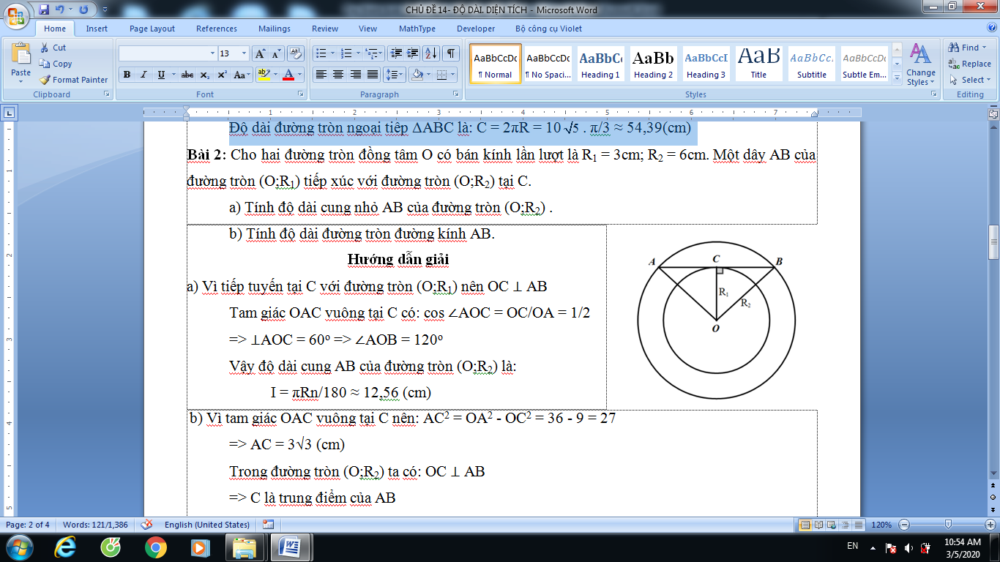 CHỦ ĐỀ 14- ĐỘ DÀI. DIỆN TÍCH - Microsoft Word
Home Insert Page Layout References Mailings Review View MathType Developer Bộ công cụ Violet
Paste
Cut
Copy
Format Painter
Clipboard
13
Font
Paragraph
AaBbCcDc AaBbCcDc AaBbC AaBb AaBbCcI AaB AaBbCc. AaBbCcDc
¶ Normal ¶ No Spaci... Heading 1 Heading 2 Heading 3 Title Subtitle Subtle Em...
Change Styles
Styles
Find
Replace
Select
Editing
Độ dài đường tròn ngoại tiếp ΔABC là: C = 2πR = 10 √5 . π/3 ≈ 54,39(cm)
Bài 2: Cho hai đường tròn đồng tâm O có bán kính lần lượt là R1 = 3cm; R2 = 6cm. Một dây AB của
đường tròn (O;R1) tiếp xúc với đường tròn (O;R2) tại C.
a) Tính độ dài cung nhỏ AB của đường tròn (O;R2) .
b) Tính độ dài đường tròn đường kính AB.
Hướng dẫn giải
a) Vì tiếp tuyến tại C với đường tròn (O;R1) nên OC ⊥ AB
Tam giác OAC vuông tại C có: cos ∠AOC = OC/OA = 1/2
=> ⊥AOC = 60º => ∠AOB = 120º
Vậy độ dài cung AB của đường tròn (O;R2) là:
I = πRn/180 ≈ 12,56 (cm)
A C B
R1
R2
O
b) Vì tam giác OAC vuông tại C nên: AC² = OA² - OC² = 36 - 9 = 27
=> AC = 3√3 (cm)
Trong đường tròn (O;R2) ta có: OC ⊥ AB
=> C là trung điểm của AB
Page: 2 of 4 Words: 121/1,386 English (United States) 120%
EN
10:54 AM
3/5/2020